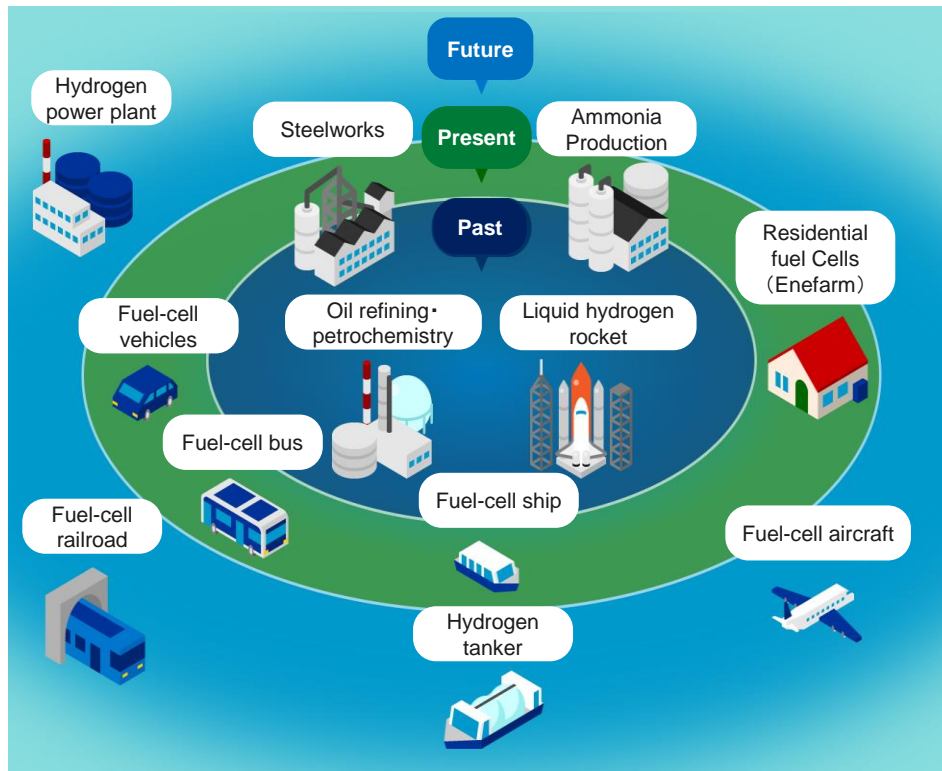 Future
Hydrogen
power plant
Steelworks
Present
Ammonia
Production
Past
Residential
fuel Cells
（Enefarm）
Fuel-cell
vehicles
Oil refining・
petrochemistry
Liquid hydrogen
rocket
Fuel-cell bus
Fuel-cell ship
Fuel-cell
railroad
Fuel-cell aircraft
Hydrogen
tanker